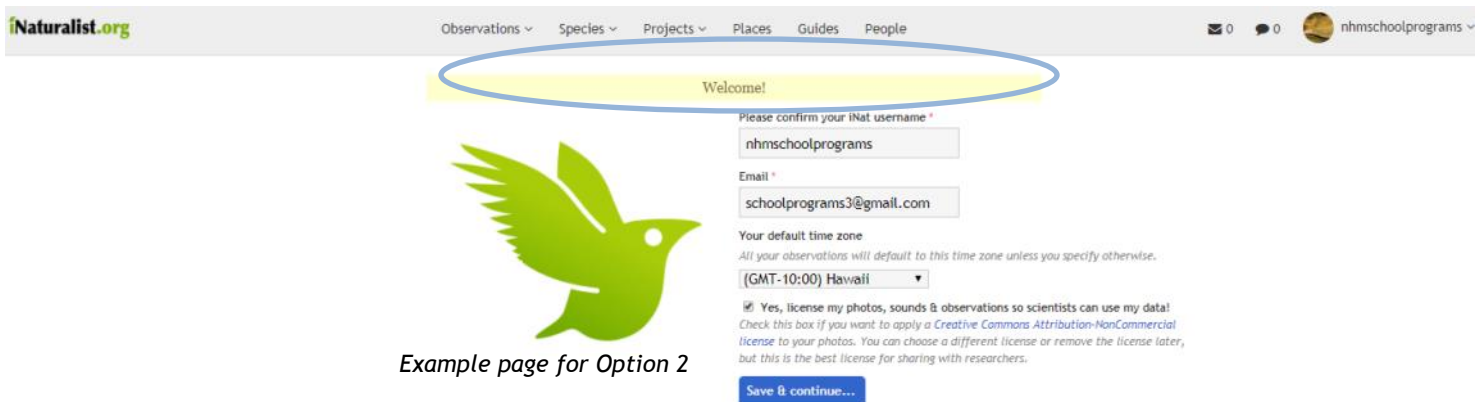 iNaturalist.org Observations Species Projects Places Guides People 0 0 nhmschoolprograms
Welcome!
Please confirm your iNat username *
nhmschoolprograms
Email *
schoolprograms3@gmail.com
Your default time zone
All your observations will default to this time zone unless you specify otherwise.
(GMT-10:00) Hawaii
Yes, license my photos, sounds & observations so scientists can use my data!
Check this box if you want to apply a Creative Commons Attribution-NonCommercial
license to your photos. You can choose a different license or remove the license later,
but this is the best license for sharing with researchers.
Example page for Option 2
Save & continue...